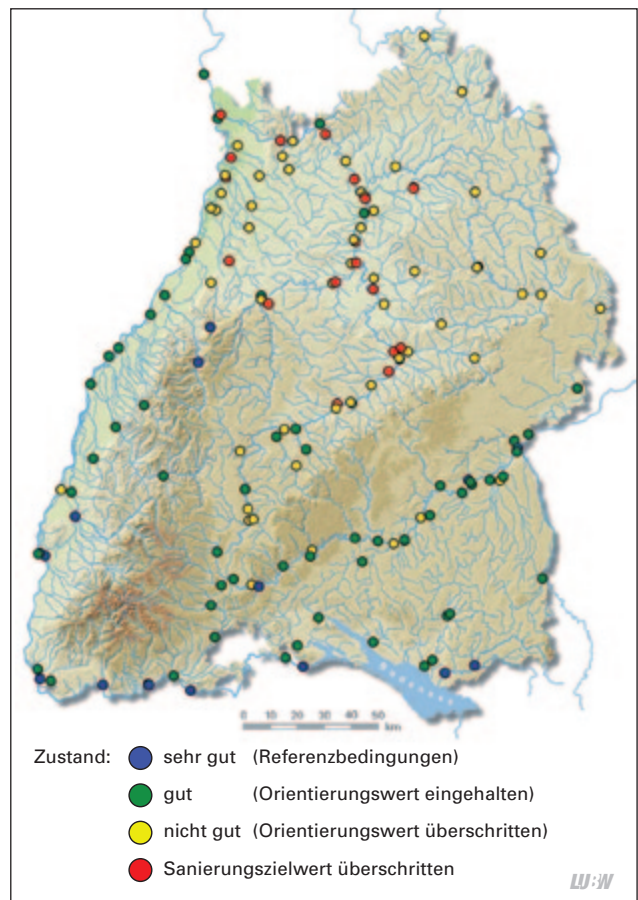 0 10 20 30 40 50
km
Zustand: sehr gut (Referenzbedingungen)
gut (Orientierungswert eingehalten)
nicht gut (Orientierungswert überschritten)
Sanierungszielwert überschritten
LUBW